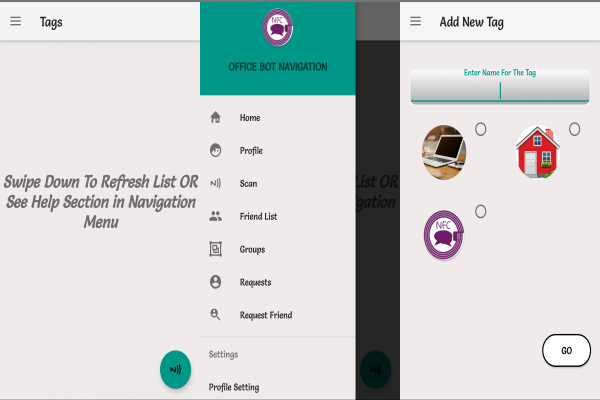 Tags
Swipe Down To Refresh List OR
See Help Section in Navigation
Menu
NFC
OFFICE BOT NAVIGATION
Home
Profile
Scan
Friend List
Groups
Requests
Request Friend
Settings
Profile Setting
List OR
igation
Add New Tag
Enter Name For The Tag
NFC
GO